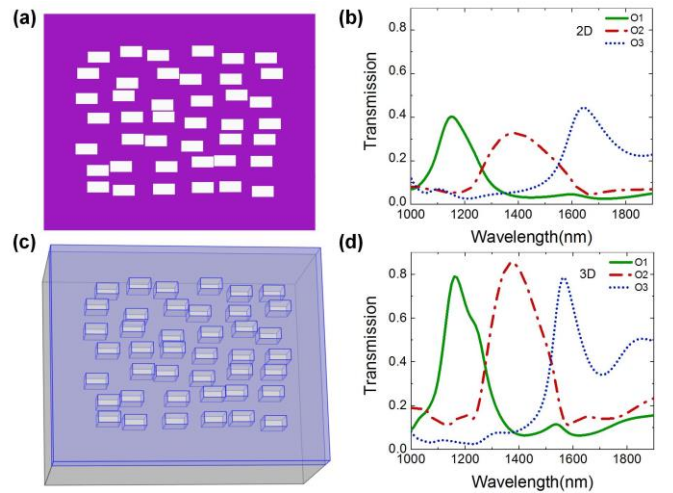 (a)
(b)
2D
O1
O2
O3
Transmission
0.8
0.6
0.4
0.2
0.0
1000 1200 1400 1600 1800
Wavelength(nm)
(c)
(d)
3D
O1
O2
O3
Transmission
0.8
0.6
0.4
0.2
0.0
1000 1200 1400 1600 1800
Wavelength(nm)